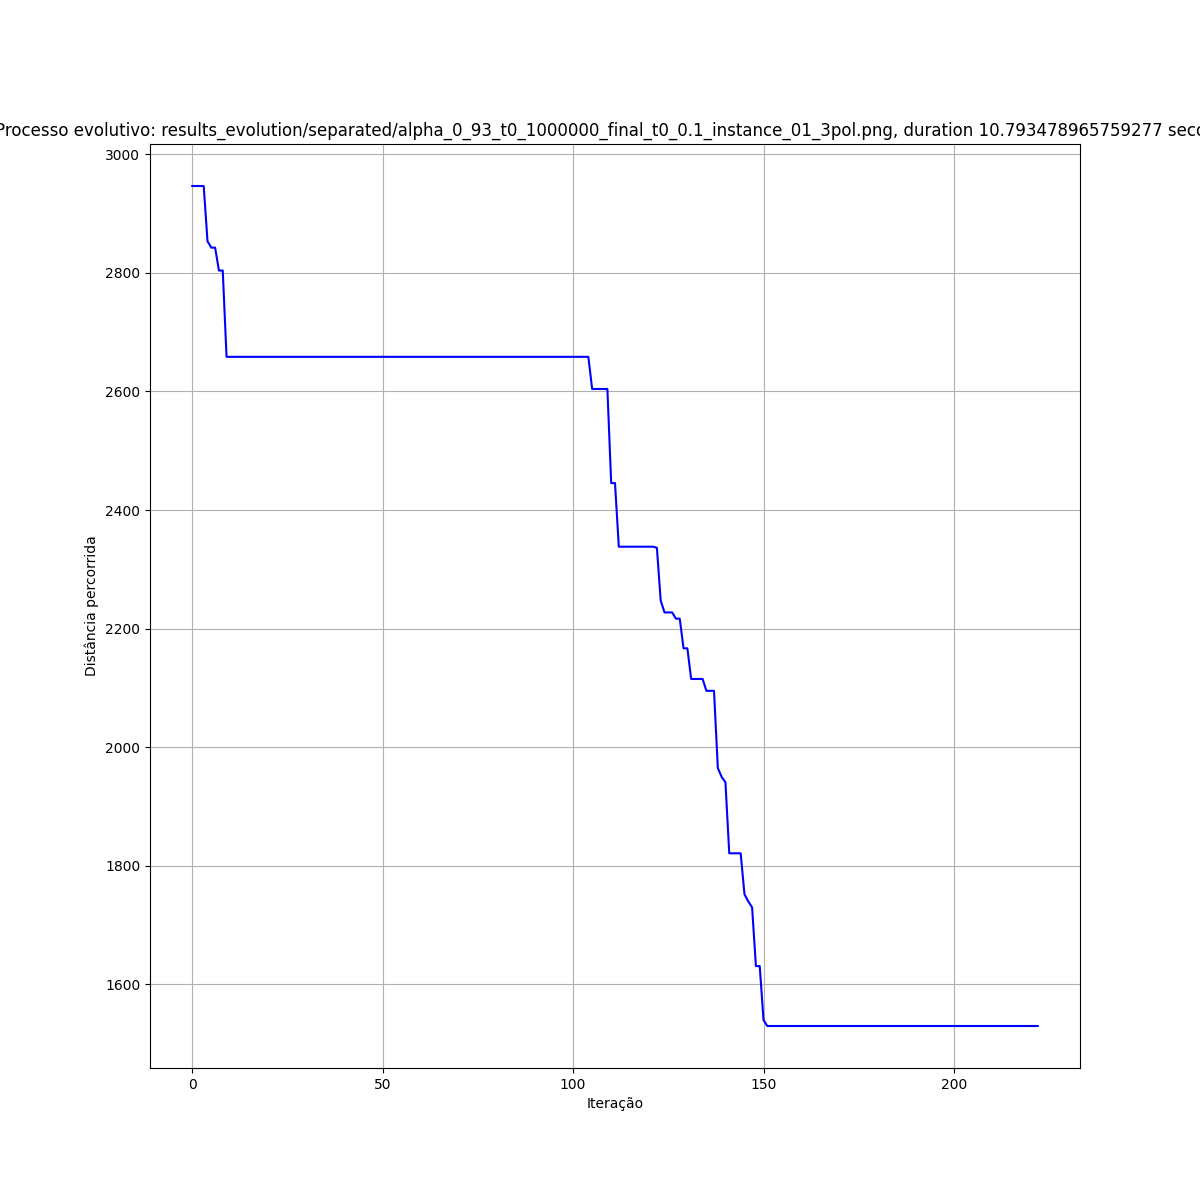 Processo evolutivo: results_evolution/separated/alpha_0_93_t0_1000000_final_t0_0.1_instance_01_3pol.png, duration 10.793478965759277
3000
2800
2600
2400
2200
2000
1800
1600
Distância percorrida
0 50 100 150 200
Iteração